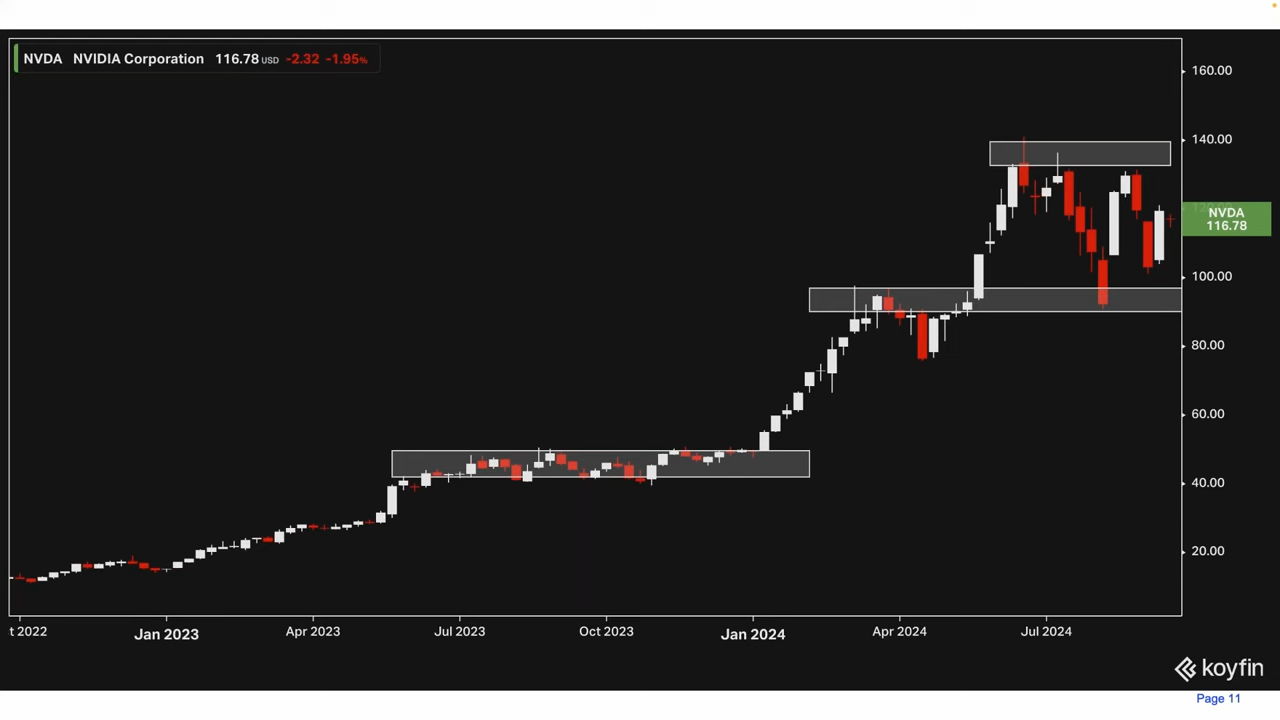 NVDA NVIDIA Corporation 116.78 USD -2.32 -1.95%
160.00
140.00
120.00
NVDA
116.78
100.00
80.00
60.00
40.00
20.00
t 2022 Jan 2023 Apr 2023 Jul 2023 Oct 2023 Jan 2024 Apr 2024 Jul 2024
koyfin
Page 11